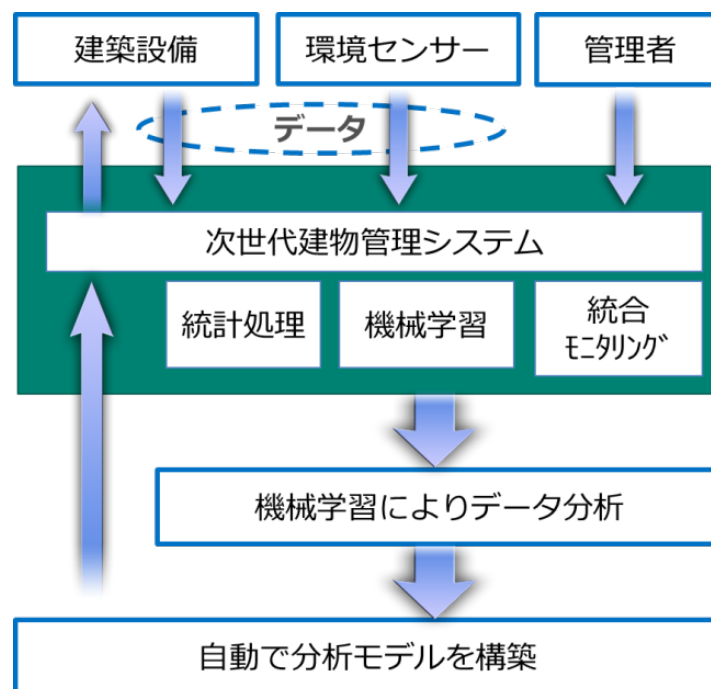 建築設備
環境センサー
管理者
データ
次世代建物管理システム
統計処理
機械学習
統合
ﾓﾆﾀﾘﾝｸﾞ
機械学習によりデータ分析
自動で分析モデルを構築